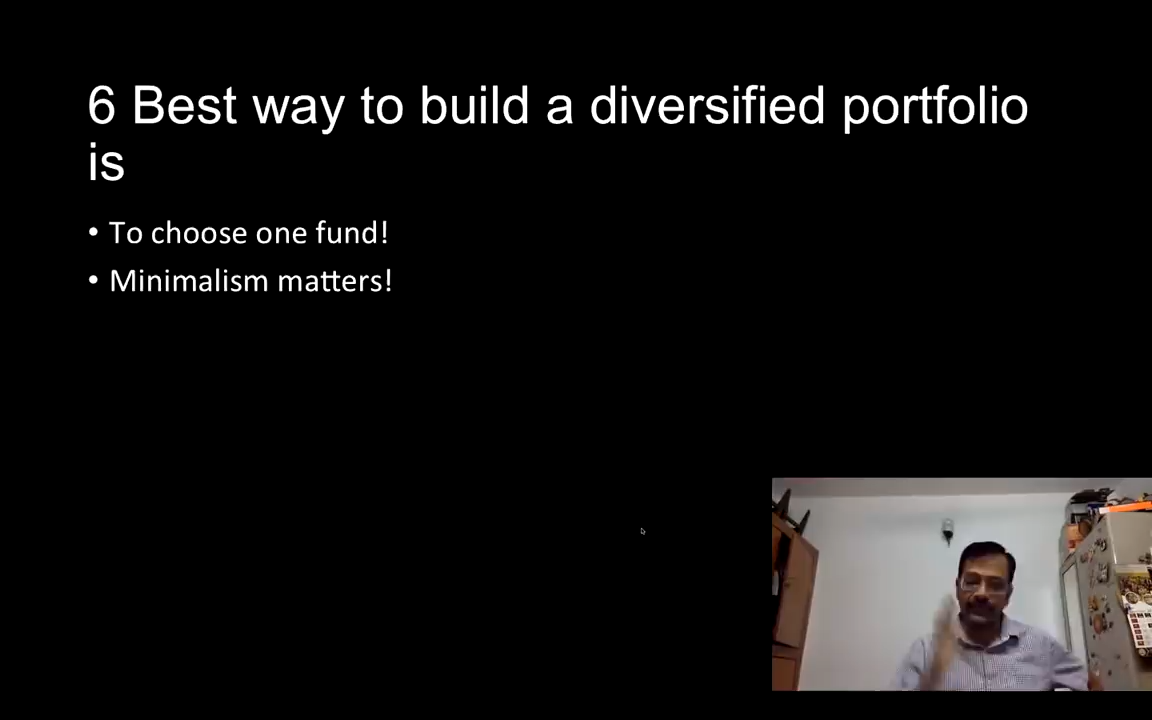 6 Best way to build a diversified portfolio
is
• To choose one fund!
• Minimalism matters!